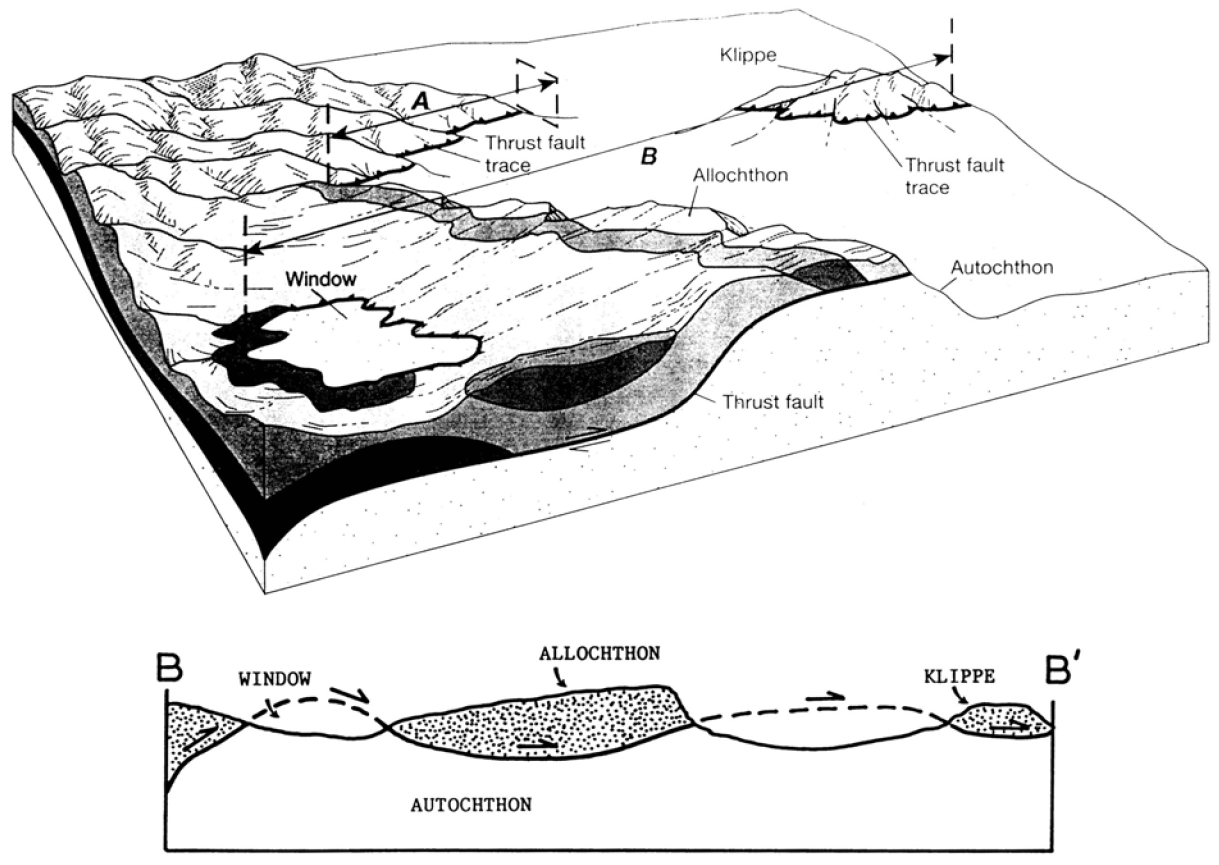 Klippe
A
Thrust fault
trace
B
Thrust fault
trace
Allochthon
Autochthon
Window
Thrust fault
B
B'
ALLOCHTHON
WINDOW
KLIPPE
AUTOCHTHON